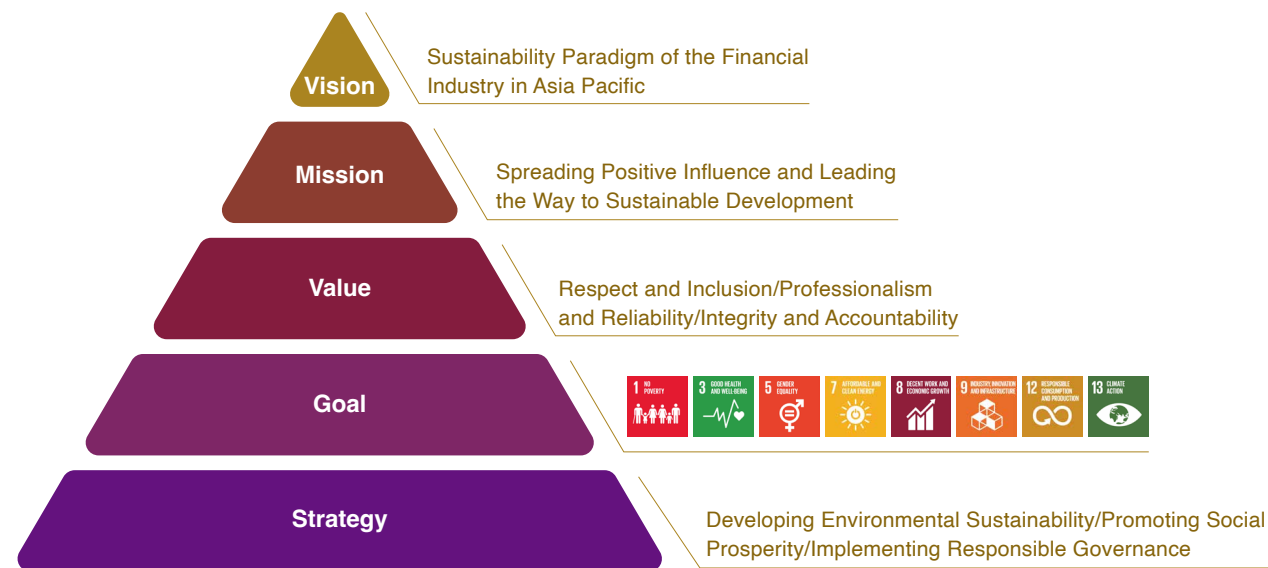 Vision
Sustainability Paradigm of the Financial
Industry in Asia Pacific
Mission
Spreading Positive Influence and Leading
the Way to Sustainable Development
Value
Respect and Inclusion/Professionalism
and Reliability/Integrity and Accountability
Goal
1 NO
POVERTY
3 GOOD HEALTH
AND WELL-BEING
5 GENDER
EQUALITY
7 AFFORDABLE AND
CLEAN ENERGY
8 DECENT WORK AND
ECONOMIC GROWTH
9 INDUSTRY, INNOVATION
AND INFRASTRUCTURE
12 RESPONSIBLE
CONSUMPTION
AND PRODUCTION
13 CLIMATE
ACTION
Strategy
Developing Environmental Sustainability/Promoting Social
Prosperity/Implementing Responsible Governance